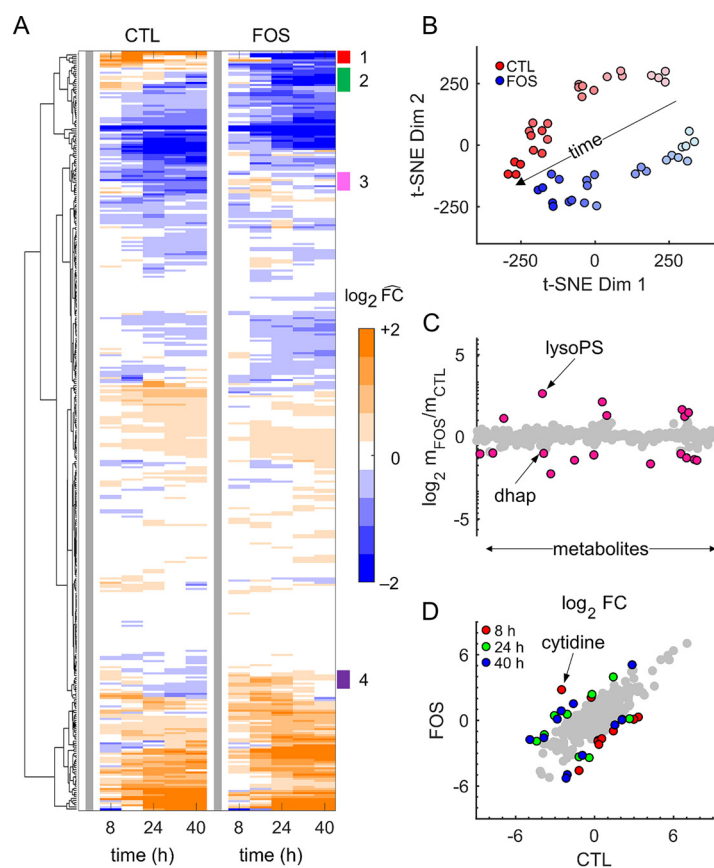 A
CTL FOS
1
2
3
4
log2 F̂C
+2
0
−2
8 24 40 8 24 40
time (h) time (h)
B
CTL
FOS
time
250
0
-250
t-SNE Dim 2
-250 0 250
t-SNE Dim 1
C
lysoPS
dhap
5
0
-5
log2 mFOS/mCTL
metabolites
D
log2 FC
8 h
24 h
40 h
cytidine
6
0
-6
FOS
-6 0 6
CTL